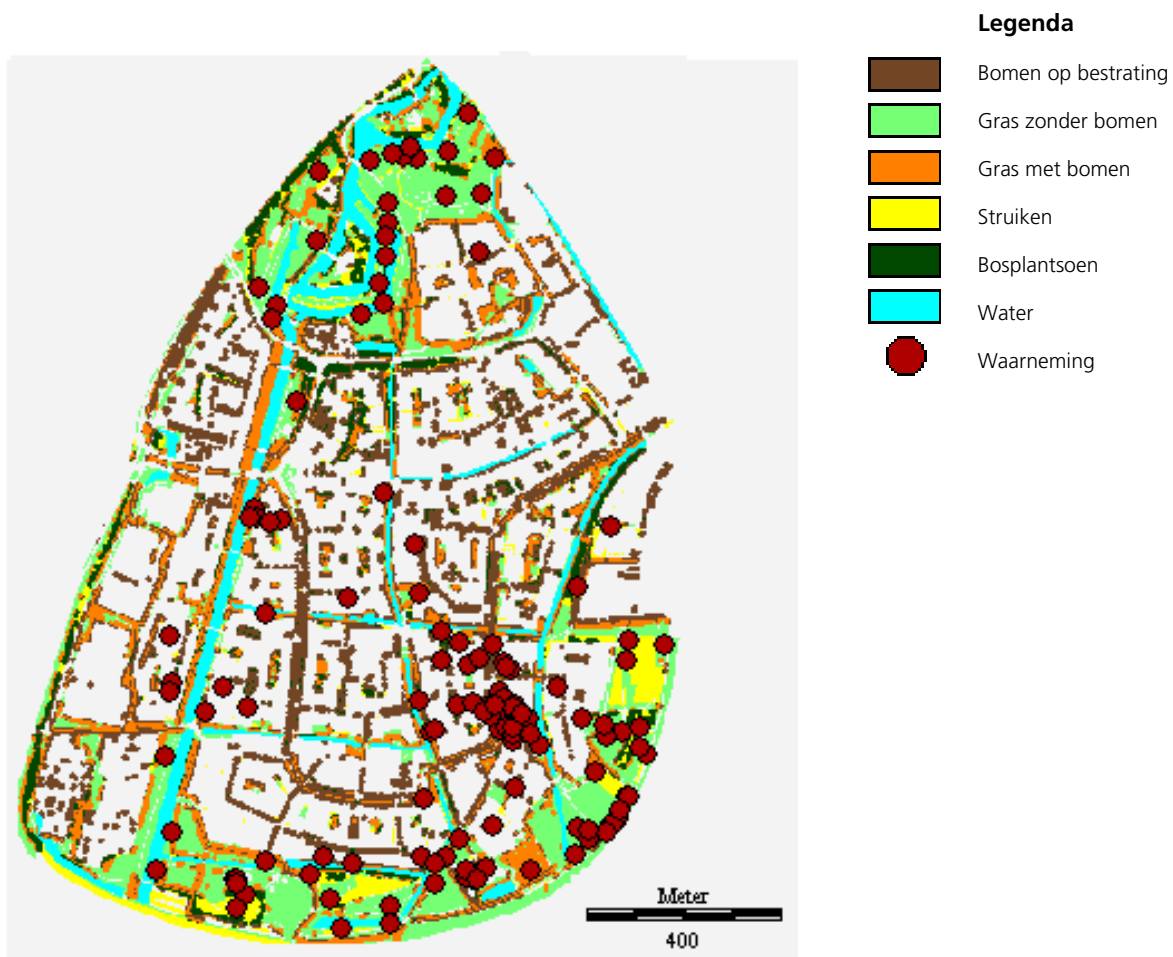 Legenda
Bomen op bestrating
Gras zonder bomen
Gras met bomen
Struiken
Bosplantsoen
Water
Waarneming
Meter
400